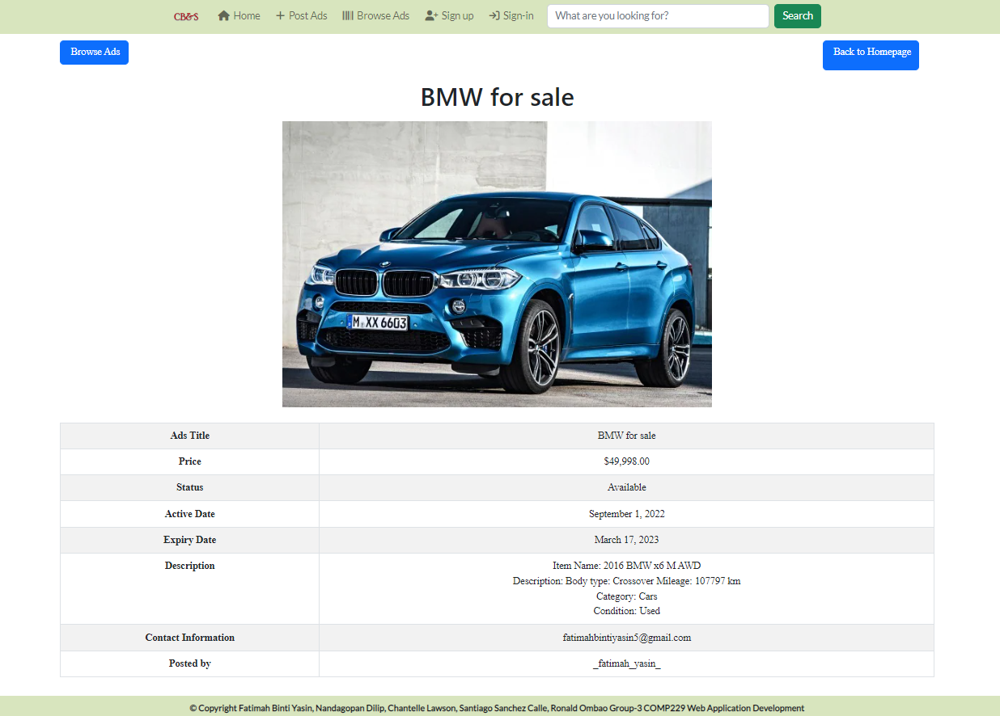 CB&S Home Post Ads Browse Ads Sign up Sign-in What are you looking for? Search
Browse Ads Back to Homepage
BMW for sale
M XX 6603
Ads Title BMW for sale
Price $49,998.00
Status Available
Active Date September 1, 2022
Expiry Date March 17, 2023
Description Item Name: 2016 BMW x6 M AWD
Description: Body type: Crossover Mileage: 107797 km
Category: Cars
Condition: Used
Contact Information fatimahbintiyasin5@gmail.com
Posted by _fatimah_yasin_
© Copyright Fatimah Binti Yasin, Nandagopan Dilip, Chantelle Lawson, Santiago Sanchez Calle, Ronald Ombao Group-3 COMP229 Web Application Development